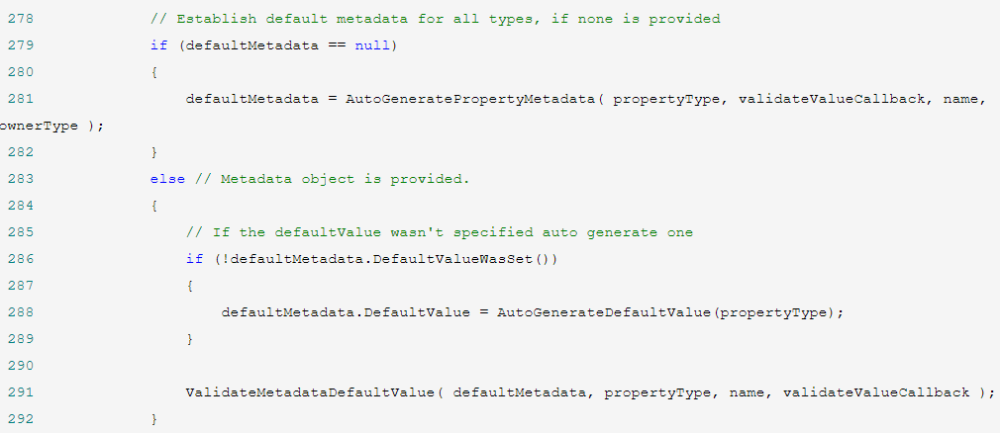 278 // Establish default metadata for all types, if none is provided
279 if (defaultMetadata == null)
280 {
281 defaultMetadata = AutoGeneratePropertyMetadata( propertyType, validateValueCallback, name,
ownerType );
282 }
283 else // Metadata object is provided.
284 {
285 // If the defaultValue wasn't specified auto generate one
286 if (!defaultMetadata.DefaultValueWasSet())
287 {
288 defaultMetadata.DefaultValue = AutoGenerateDefaultValue(propertyType);
289 }
290
291 ValidateMetadataDefaultValue( defaultMetadata, propertyType, name, validateValueCallback );
292 }